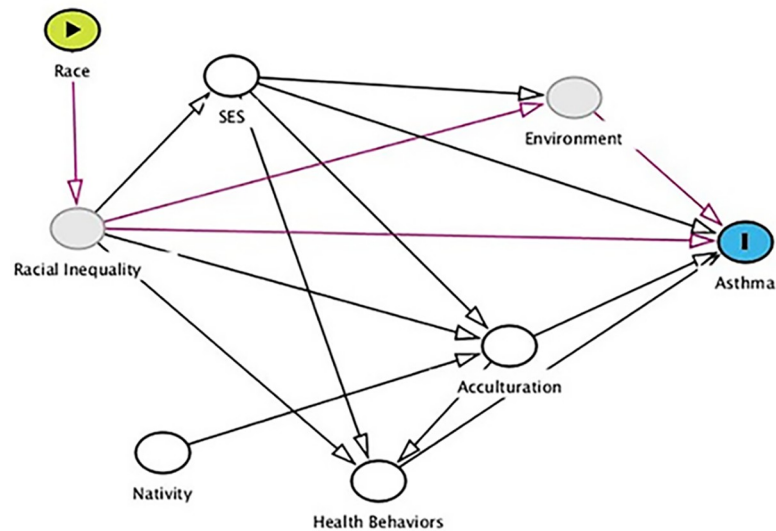 Race
SES
Environment
Racial Inequality
Asthma
Acculturation
Nativity
Health Behaviors